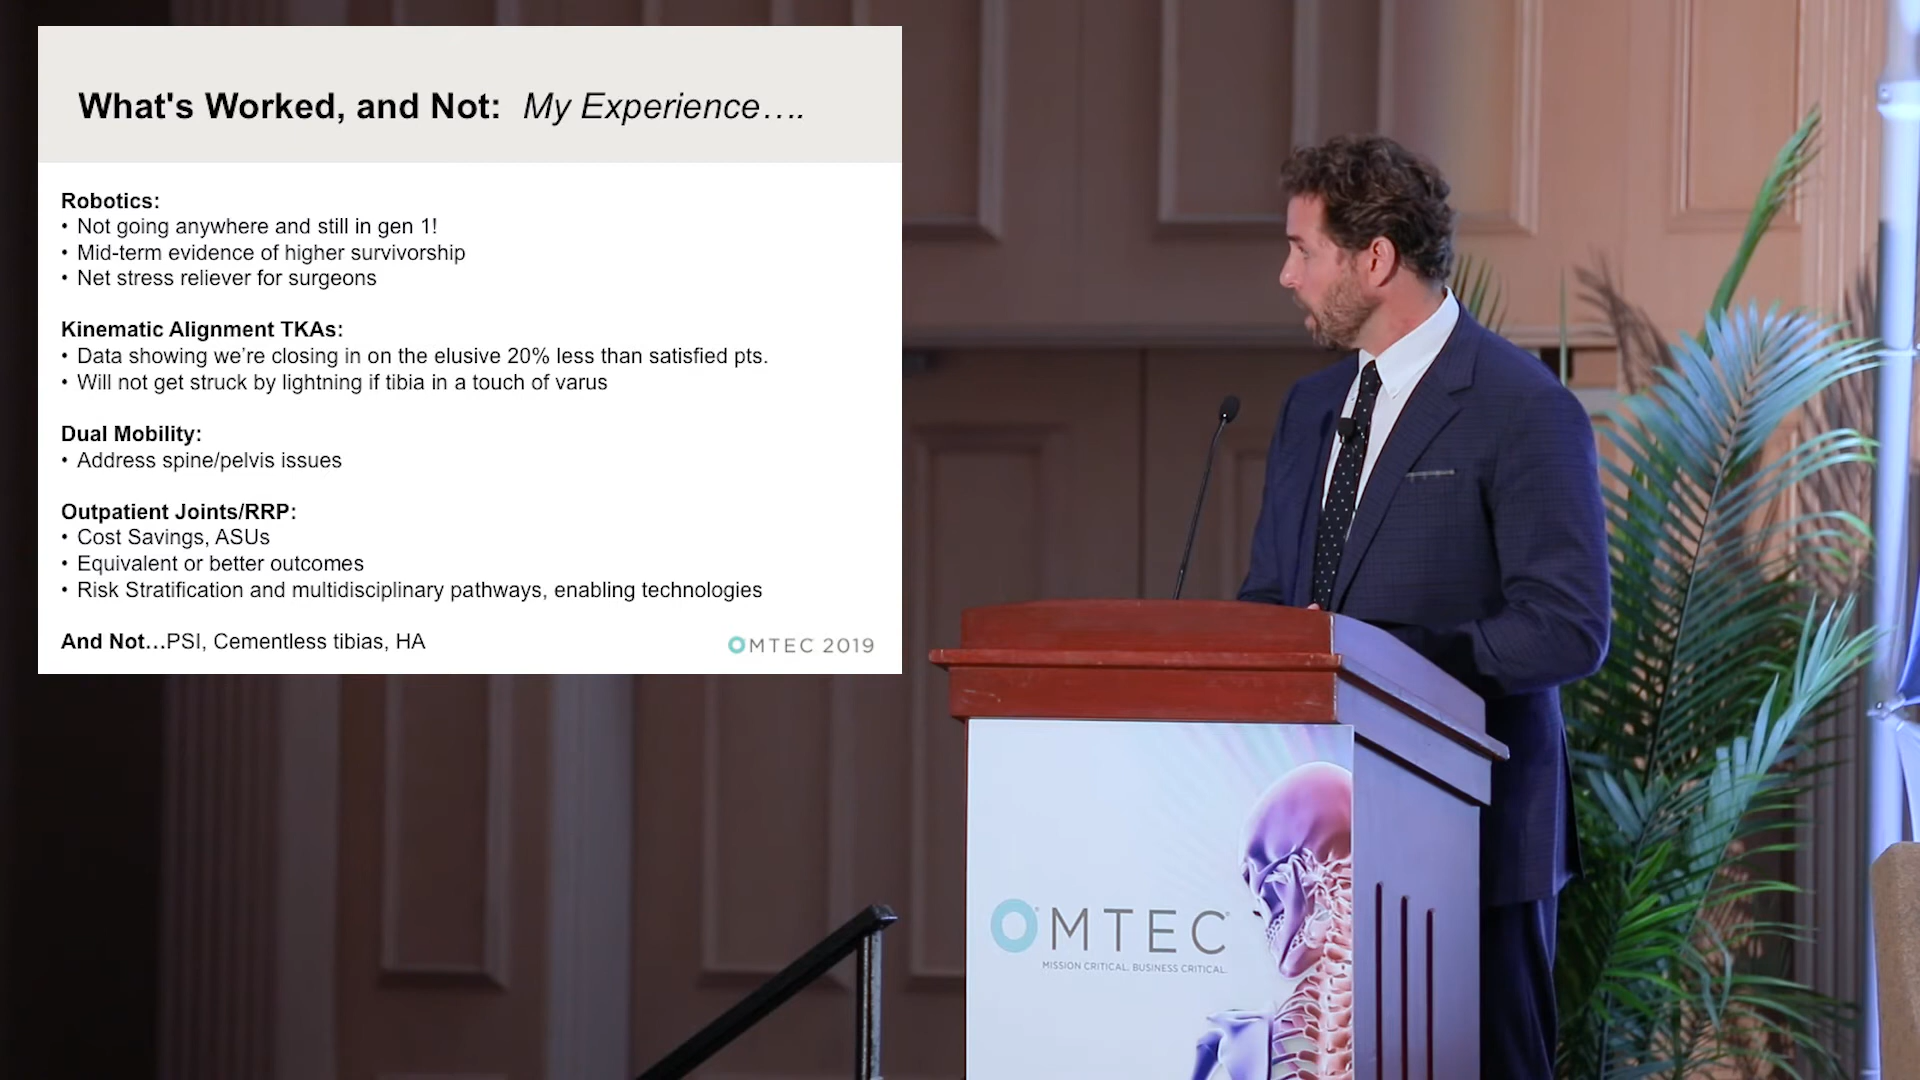 What's Worked, and Not: My Experience….
Robotics:
• Not going anywhere and still in gen 1!
• Mid-term evidence of higher survivorship
• Net stress reliever for surgeons
Kinematic Alignment TKAs:
• Data showing we’re closing in on the elusive 20% less than satisfied pts.
• Will not get struck by lightning if tibia in a touch of varus
Dual Mobility:
• Address spine/pelvis issues
Outpatient Joints/RRP:
• Cost Savings, ASUs
• Equivalent or better outcomes
• Risk Stratification and multidisciplinary pathways, enabling technologies
And Not…PSI, Cementless tibias, HA
OMTEC 2019
OMTEC
MISSION CRITICAL. BUSINESS CRITICAL.